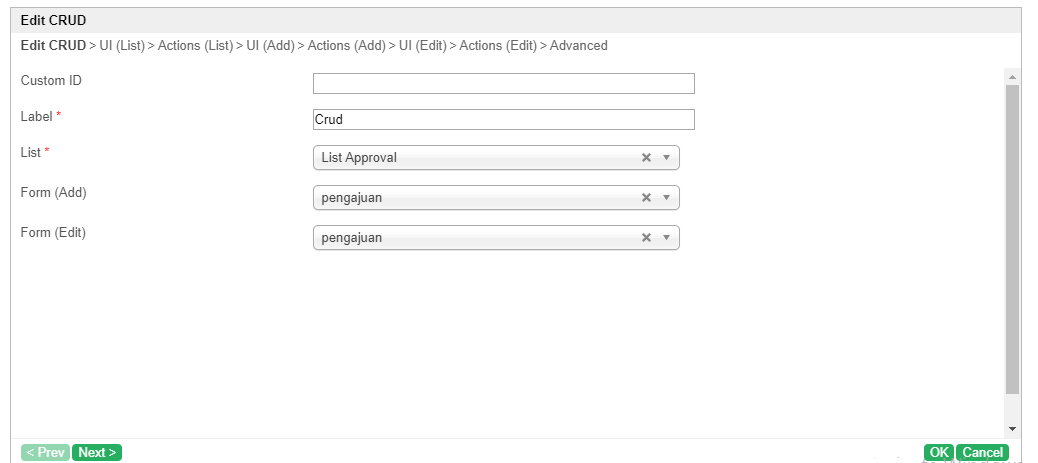 Edit CRUD
Edit CRUD > UI (List) > Actions (List) > UI (Add) > Actions (Add) > UI (Edit) > Actions (Edit) > Advanced
Custom ID
Label * Crud
List * List Approval
Form (Add) pengajuan
Form (Edit) pengajuan
< Prev Next > OK Cancel